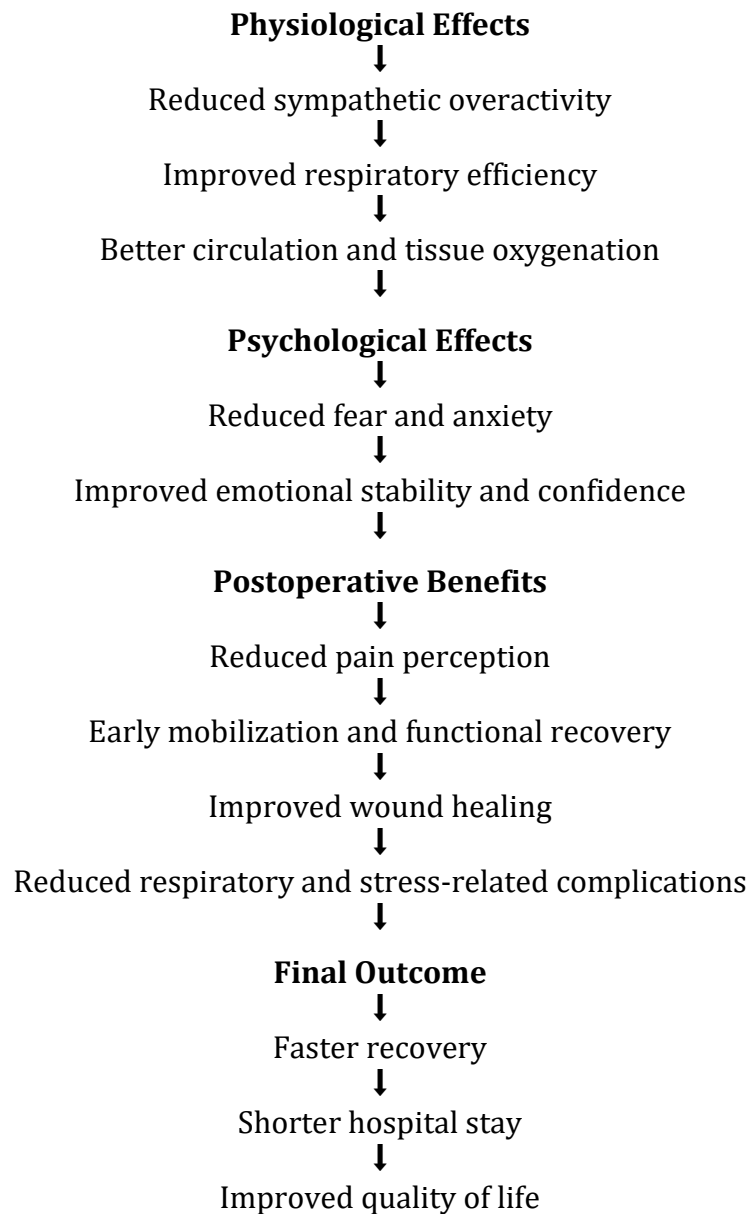 Physiological Effects
Reduced sympathetic overactivity
Improved respiratory efficiency
Better circulation and tissue oxygenation
Psychological Effects
Reduced fear and anxiety
Improved emotional stability and confidence
Postoperative Benefits
Reduced pain perception
Early mobilization and functional recovery
Improved wound healing
Reduced respiratory and stress-related complications
Final Outcome
Faster recovery
Shorter hospital stay
Improved quality of life